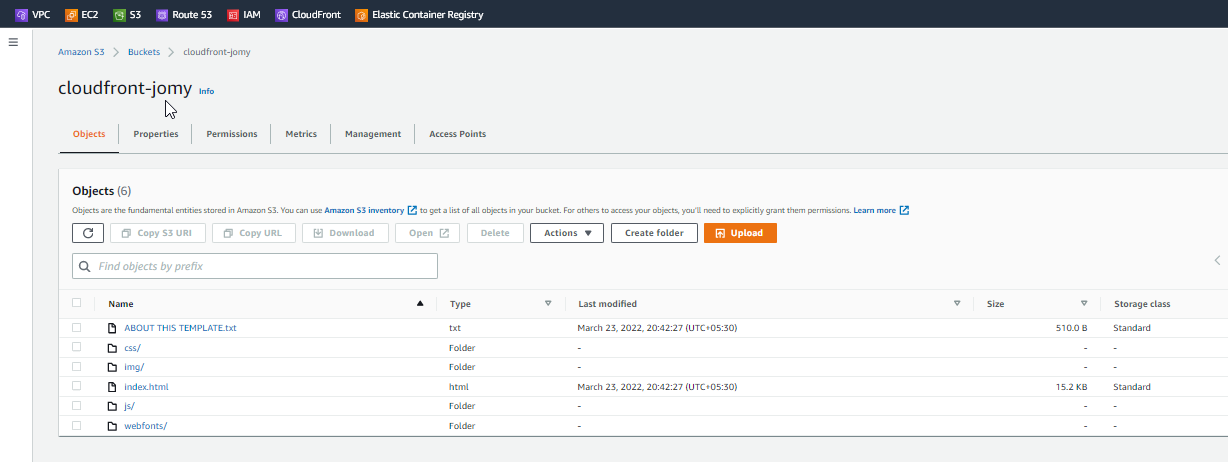 VPC EC2 S3 Route 53 IAM CloudFront Elastic Container Registry
Amazon S3 Buckets cloudfront-jomy
cloudfront-jomy Info
Objects Properties Permissions Metrics Management Access Points
Objects (6)
Objects are the fundamental entities stored in Amazon S3. You can use Amazon S3 inventory to get a list of all objects in your bucket. For others to access your objects, you'll need to explicitly grant them permissions. Learn more
Copy S3 URI Copy URL Download Open Delete Actions Create folder Upload
Find objects by prefix
Name Type Last modified Size Storage class
ABOUT THIS TEMPLATE.txt txt March 23, 2022, 20:42:27 (UTC+05:30) 510.0 B Standard
css/ Folder - - -
img/ Folder - - -
index.html html March 23, 2022, 20:42:27 (UTC+05:30) 15.2 KB Standard
js/ Folder - - -
webfonts/ Folder - - -